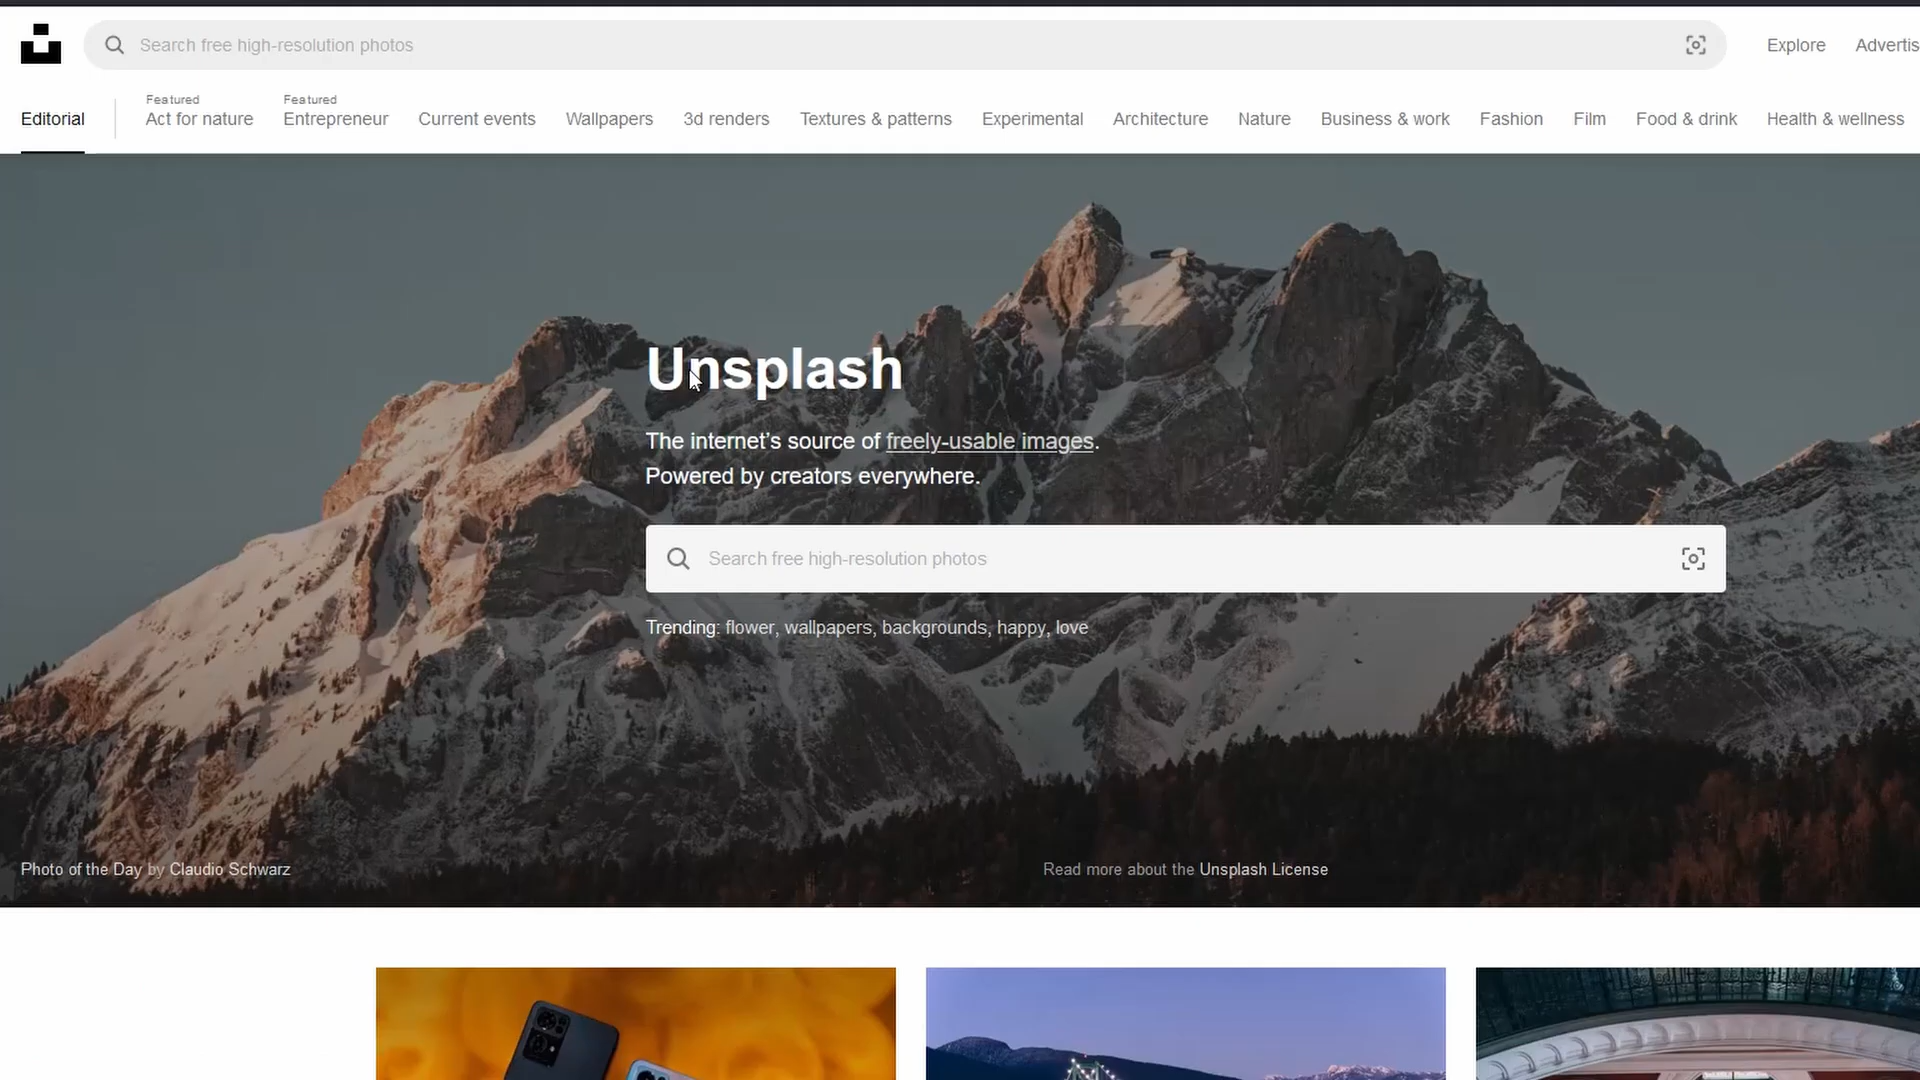 Search free high-resolution photos
Explore
Advertis
Editorial
Featured
Act for nature
Featured
Entrepreneur
Current events
Wallpapers
3d renders
Textures & patterns
Experimental
Architecture
Nature
Business & work
Fashion
Film
Food & drink
Health & wellness
Unsplash
The internet’s source of freely-usable images.
Powered by creators everywhere.
Search free high-resolution photos
Trending: flower, wallpapers, backgrounds, happy, love
Photo of the Day by Claudio Schwarz
Read more about the Unsplash License